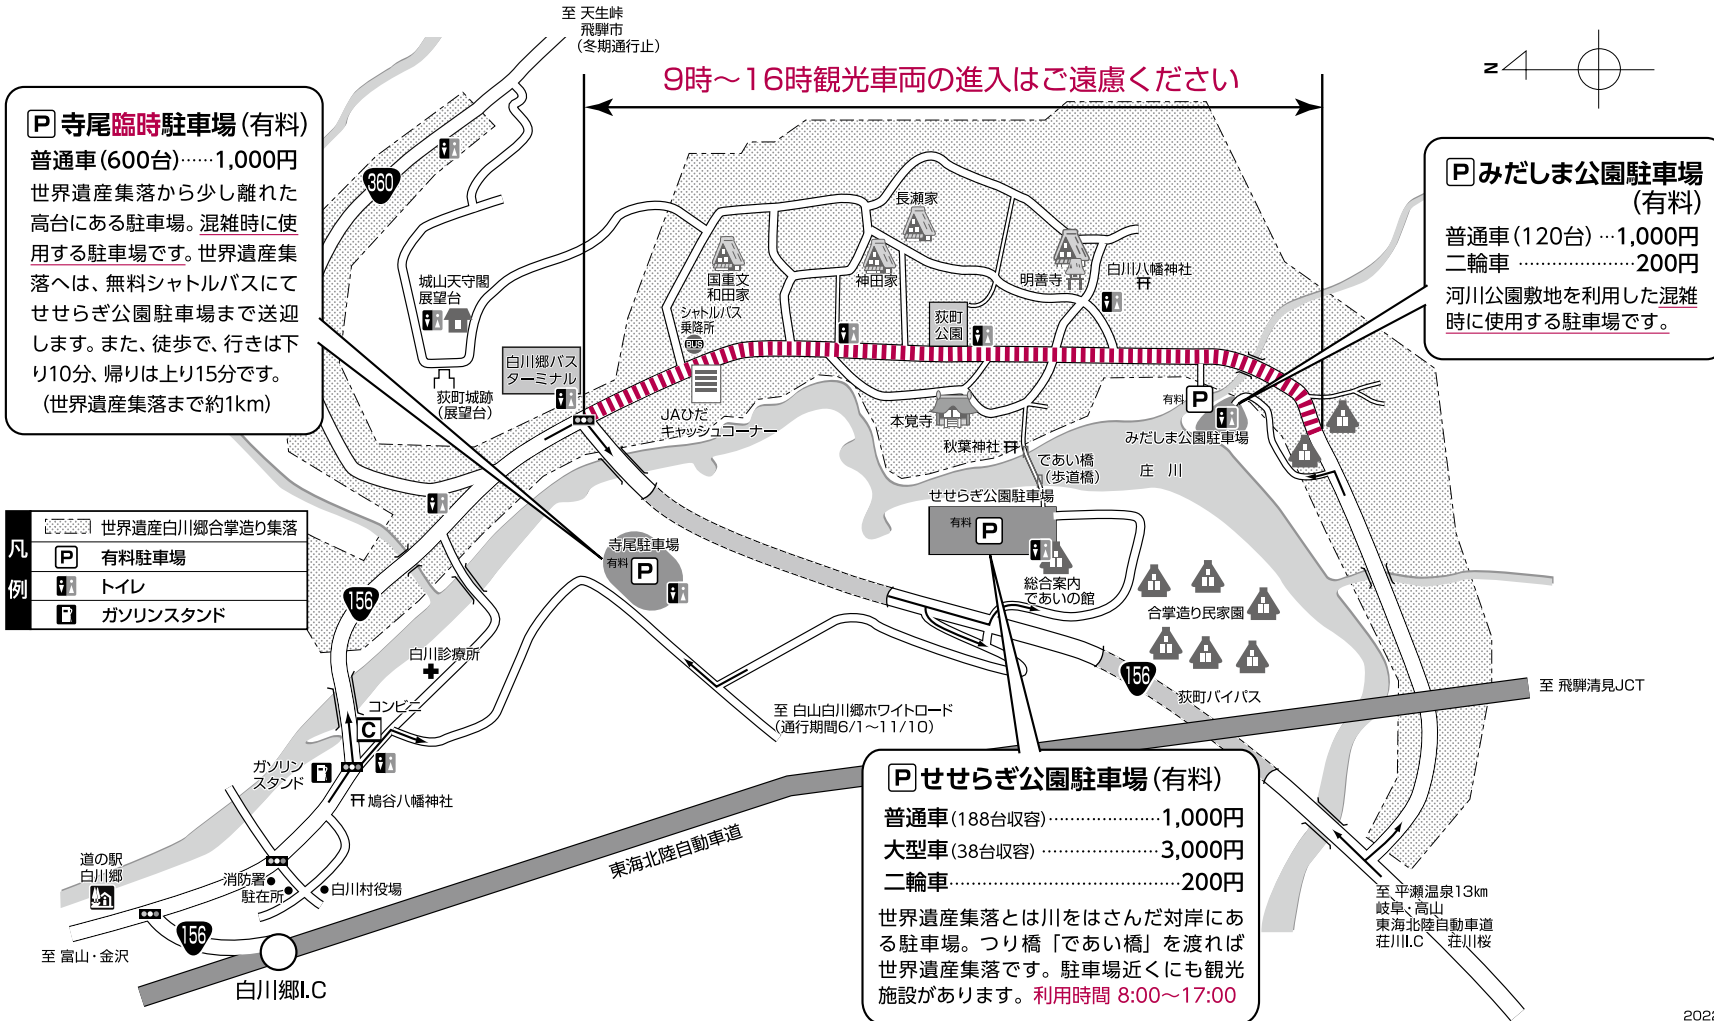 至 天生峠
飛騨市
（冬期通行止）
9時～16時観光車両の進入はご遠慮ください
N
P 寺尾臨時駐車場（有料）
普通車（600台）……1,000円
世界遺産集落から少し離れた
高台にある駐車場。混雑時に使
用する駐車場です。世界遺産集
落へは、無料シャトルバスにて
せせらぎ公園駐車場まで送迎
します。また、徒歩で、行きは下
り10分、帰りは上り15分です。
（世界遺産集落まで約1km）
P みだしま公園駐車場
（有料）
普通車（120台）…1,000円
二輪車 ……………200円
河川公園敷地を利用した混雑
時に使用する駐車場です。
360
城山天守閣
展望台
荻町城跡
（展望台）
白川郷バス
ターミナル
国重文
和田家
シャトルバス
乗降所
BUS
JAひだ
キャッシュコーナー
長瀬家
神田家
荻町
公園
明善寺
白川八幡神社
本覚寺
秋葉神社
であい橋
（歩道橋）
有料 P
みだしま公園駐車場
庄 川
せせらぎ公園駐車場
有料 P
総合案内
であいの館
合掌造り民家園
寺尾駐車場
有料 P
凡例
世界遺産白川郷合掌造り集落
P 有料駐車場
トイレ
ガソリンスタンド
156
白川診療所
コンビニ
C
ガソリン
スタンド
鳩谷八幡神社
至 白山白川郷ホワイトロード
（通行期間6/1～11/10）
156
荻町バイパス
至 飛騨清見JCT
東海北陸自動車道
道の駅
白川郷
消防署
駐在所
白川村役場
156
至 富山・金沢
白川郷I.C
P せせらぎ公園駐車場（有料）
普通車（188台収容）…………………1,000円
大型車（38台収容）…………………3,000円
二輪車………………………………200円
世界遺産集落とは川をはさんだ対岸にあ
る駐車場。つり橋「であい橋」を渡れば
世界遺産集落です。駐車場近くにも観光
施設があります。利用時間 8:00～17:00
至 平瀬温泉13km
岐阜・高山
東海北陸自動車道
荘川I.C 荘川桜
2022